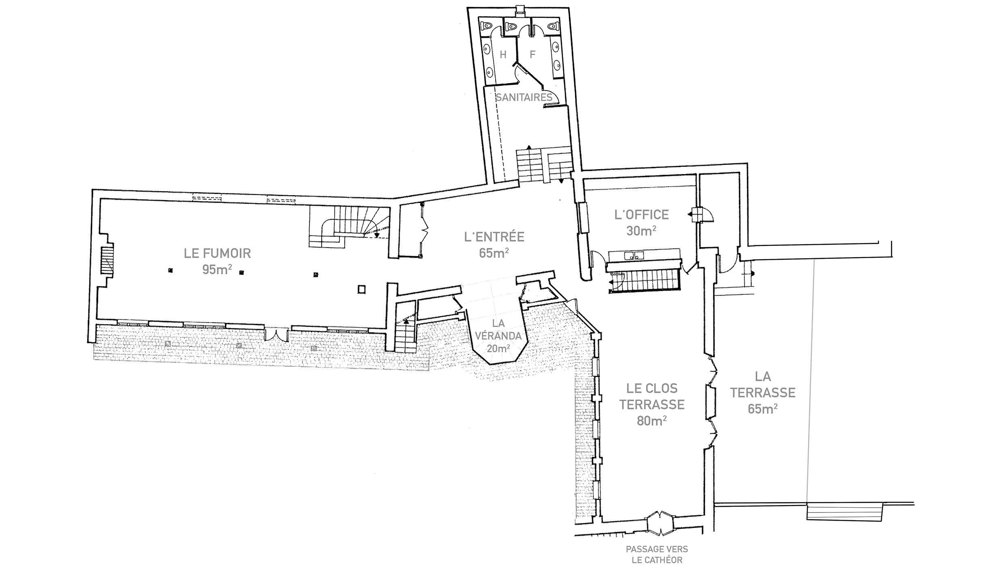 H
F
SANITAIRES
L'OFFICE
30m²
L'ENTRÉE
65m²
LE FUMOIR
95m²
LA
VÉRANDA
20m²
LE CLOS
TERRASSE
80m²
LA
TERRASSE
65m²
PASSAGE VERS
LE CATHÉOR